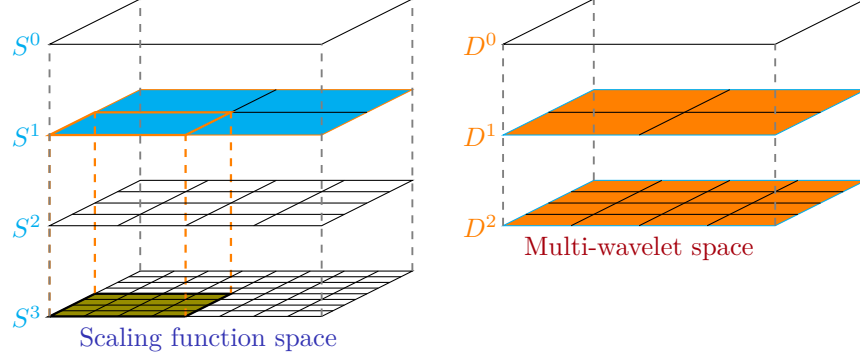 S⁰
S¹
S²
S³
Scaling function space
D⁰
D¹
D²
Multi-wavelet space